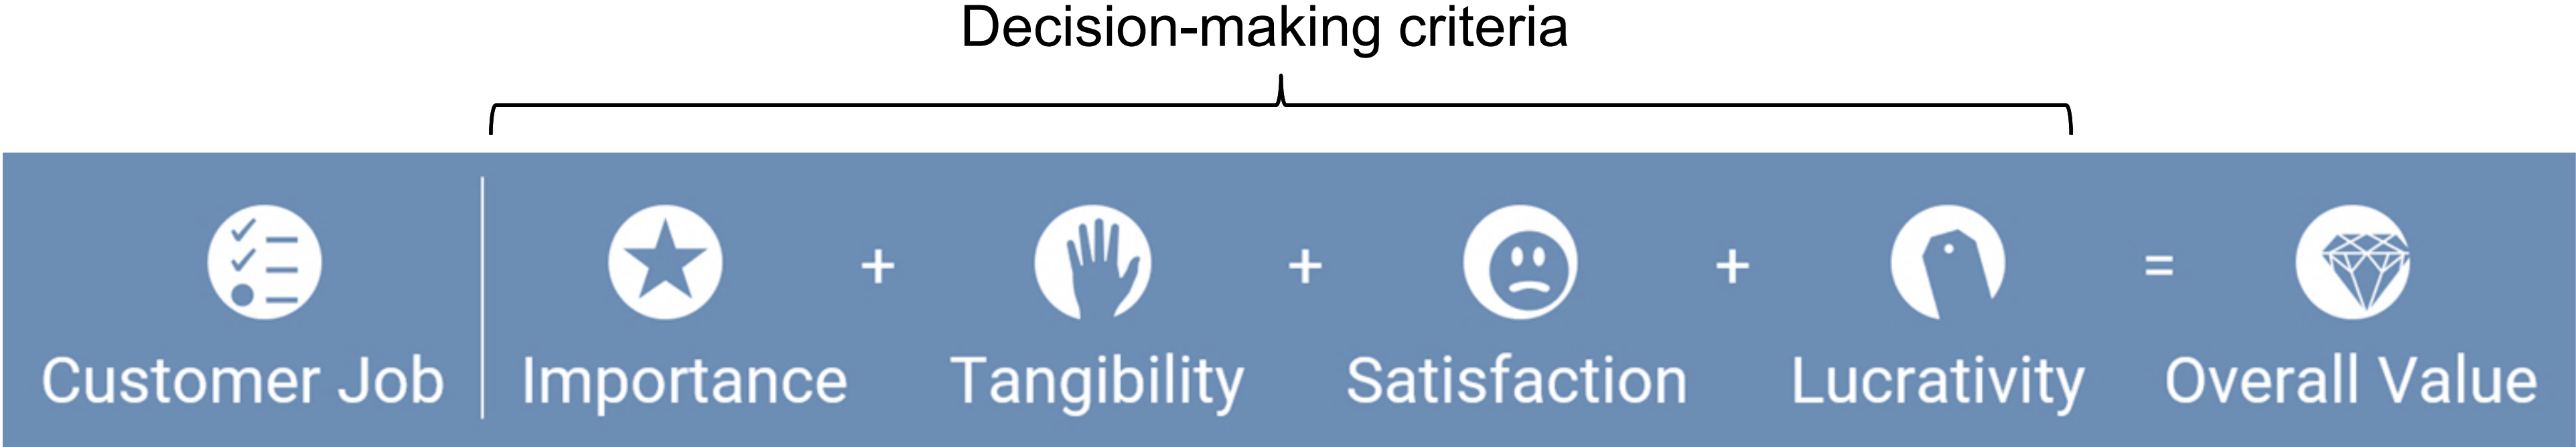 Decision-making criteria
+ + + =
Customer Job Importance Tangibility Satisfaction Lucrativity Overall Value